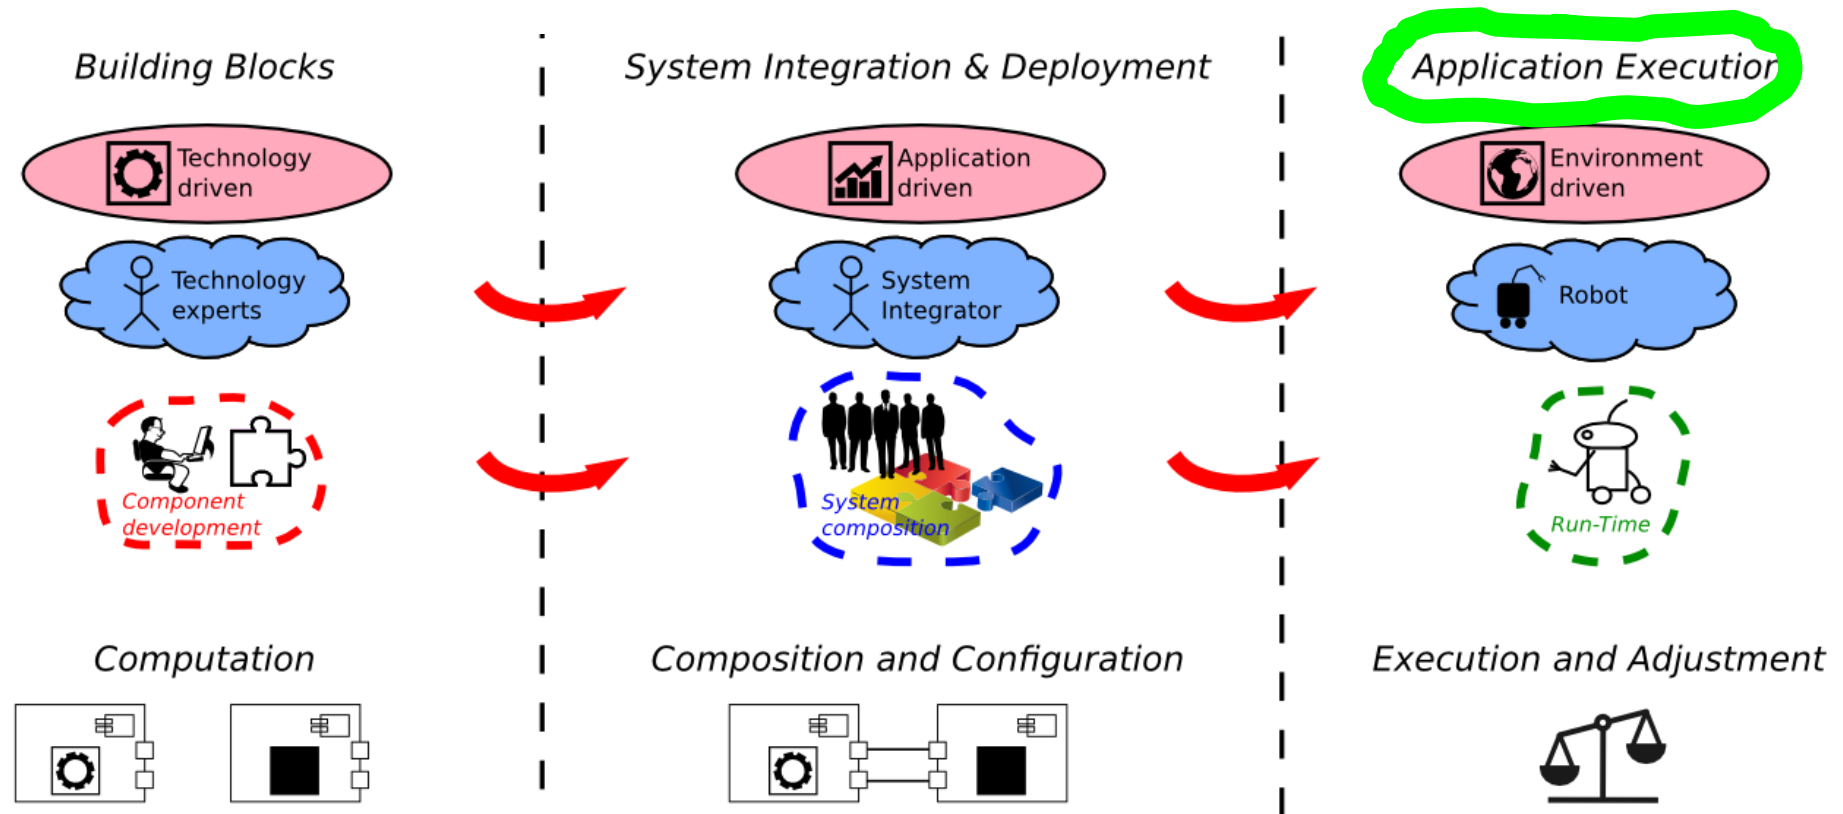 Building Blocks
System Integration & Deployment
Application Execution
Technology
driven
Application
driven
Environment
driven
Technology
experts
System
Integrator
Robot
Component
development
System
composition
Run-Time
Computation
Composition and Configuration
Execution and Adjustment